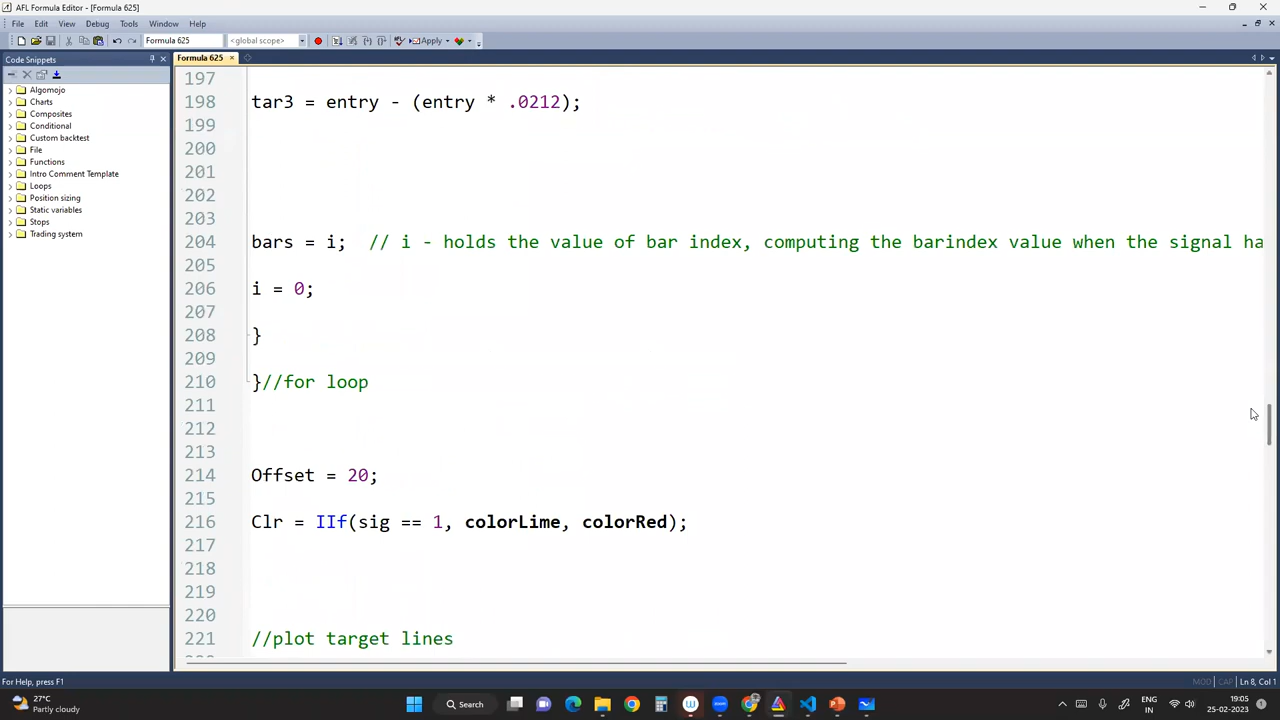 AFL Formula Editor - [Formula 625]
File Edit View Debug Tools Window Help
Formula 625 <global scope> Apply
Code Snippets
Formula 625
Algomojo
Charts
Composites
Conditional
Custom backtest
File
Functions
Intro Comment Template
Loops
Position sizing
Static variables
Stops
Trading system
197
198 tar3 = entry - (entry * .0212);
199
200
201
202
203
204 bars = i; // i - holds the value of bar index, computing the barindex value when the signal ha
205
206 i = 0;
207
208 }
209
210 }//for loop
211
212
213
214 Offset = 20;
215
216 Clr = IIf(sig == 1, colorLime, colorRed);
217
218
219
220
221 //plot target lines
For Help, press F1
MOD CAP Ln 8, Col 1
27°C
Partly cloudy
Search
ENG
IN
19:05
25-02-2023